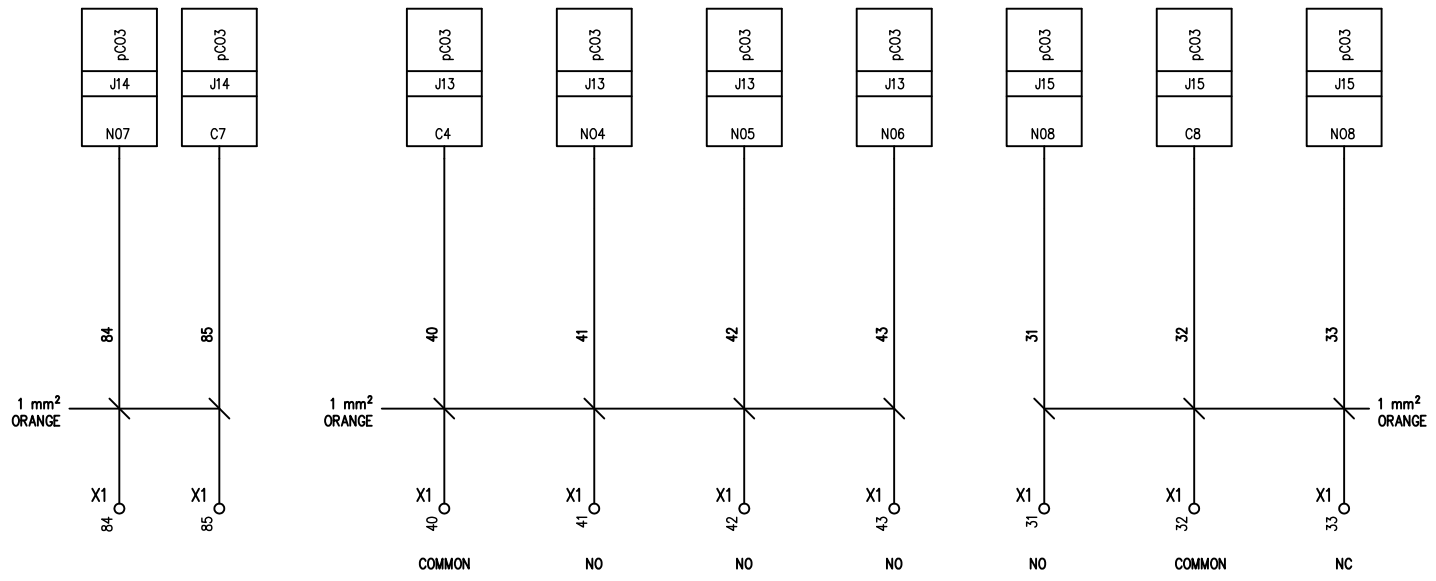 pCO3 pCO3 pCO3 pCO3 pCO3 pCO3 pCO3 pCO3 pCO3
J14 J14 J13 J13 J13 J13 J15 J15 J15
NO7 C7 C4 NO4 NO5 NO6 NO8 C8 NO8
84 85 40 41 42 43 31 32 33
1 mm² 1 mm² 1 mm²
ORANGE ORANGE ORANGE
X1 X1 X1 X1 X1 X1 X1 X1 X1
84 85 40 41 42 43 31 32 33
COMMON NO NO NO NO COMMON NC